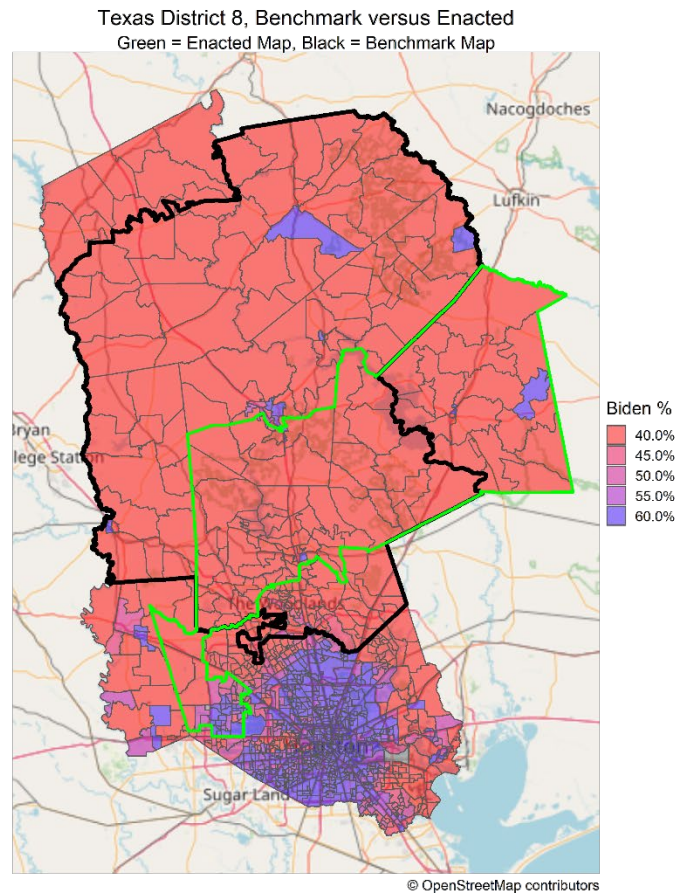 Texas District 8, Benchmark versus Enacted
Green = Enacted Map, Black = Benchmark Map
Nacogdoches
Lufkin
Biden %
40.0%
45.0%
50.0%
55.0%
60.0%
Bryan
lege Station
The Woodlands
Houston
Sugar Land
© OpenStreetMap contributors